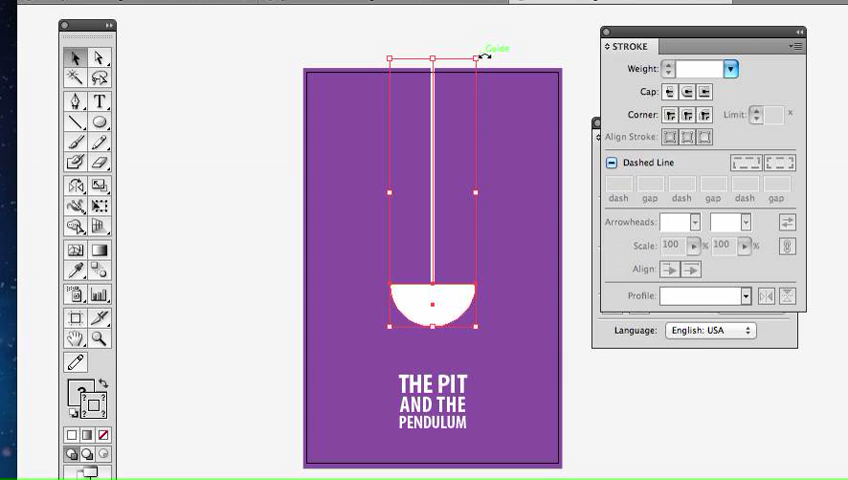 Guide
STROKE
Weight:
Cap:
Corner:
Limit:
x
Align Stroke:
Dashed Line
dash gap dash gap dash gap
Arrowheads:
Scale: 100 % 100 %
Align:
Profile:
Language: English: USA
THE PIT
AND THE
PENDULUM
T
?
? ?
? ?